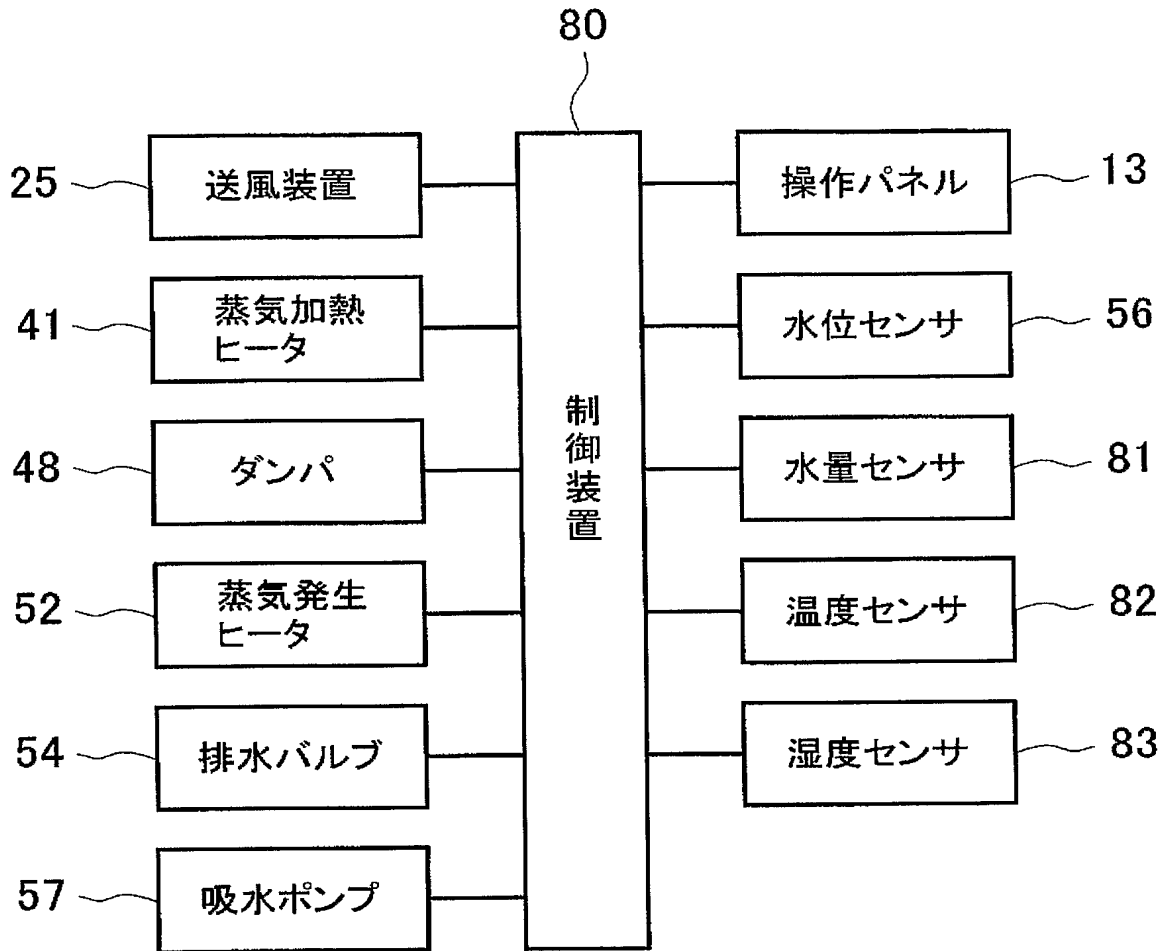 80
25
送風装置
41
蒸気加熱
ヒータ
48
ダンパ
52
蒸気発生
ヒータ
54
排水バルブ
57
吸水ポンプ
制御装置
操作パネル
13
水位センサ
56
水量センサ
81
温度センサ
82
湿度センサ
83